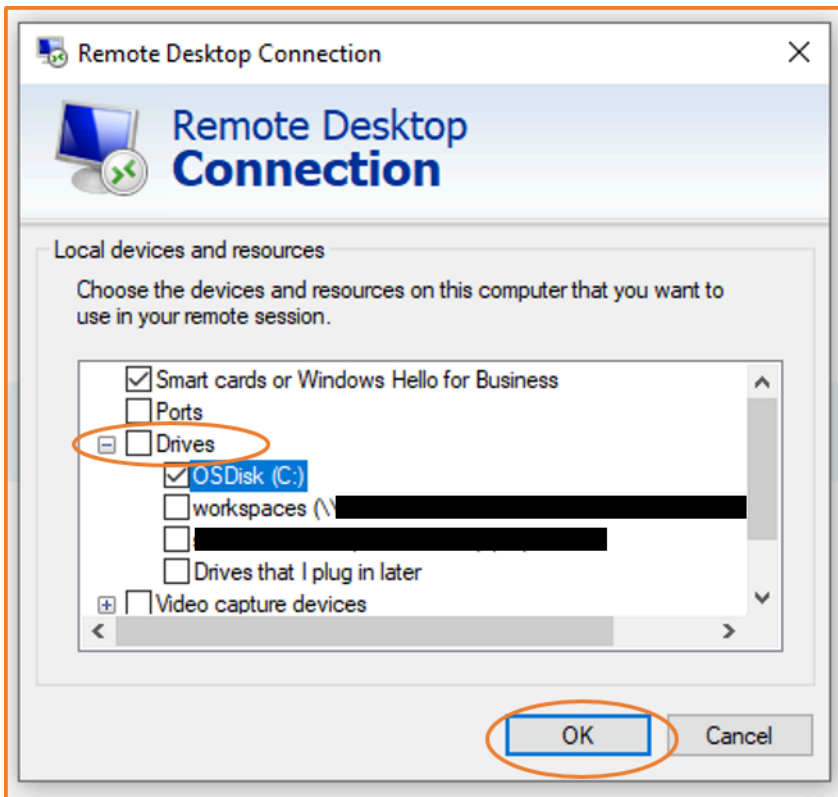 Remote Desktop Connection
Remote Desktop
Connection
Local devices and resources
Choose the devices and resources on this computer that you want to
use in your remote session.
Smart cards or Windows Hello for Business
Ports
Drives
OSDisk (C:)
workspaces (\\
Drives that I plug in later
Video capture devices
OK
Cancel